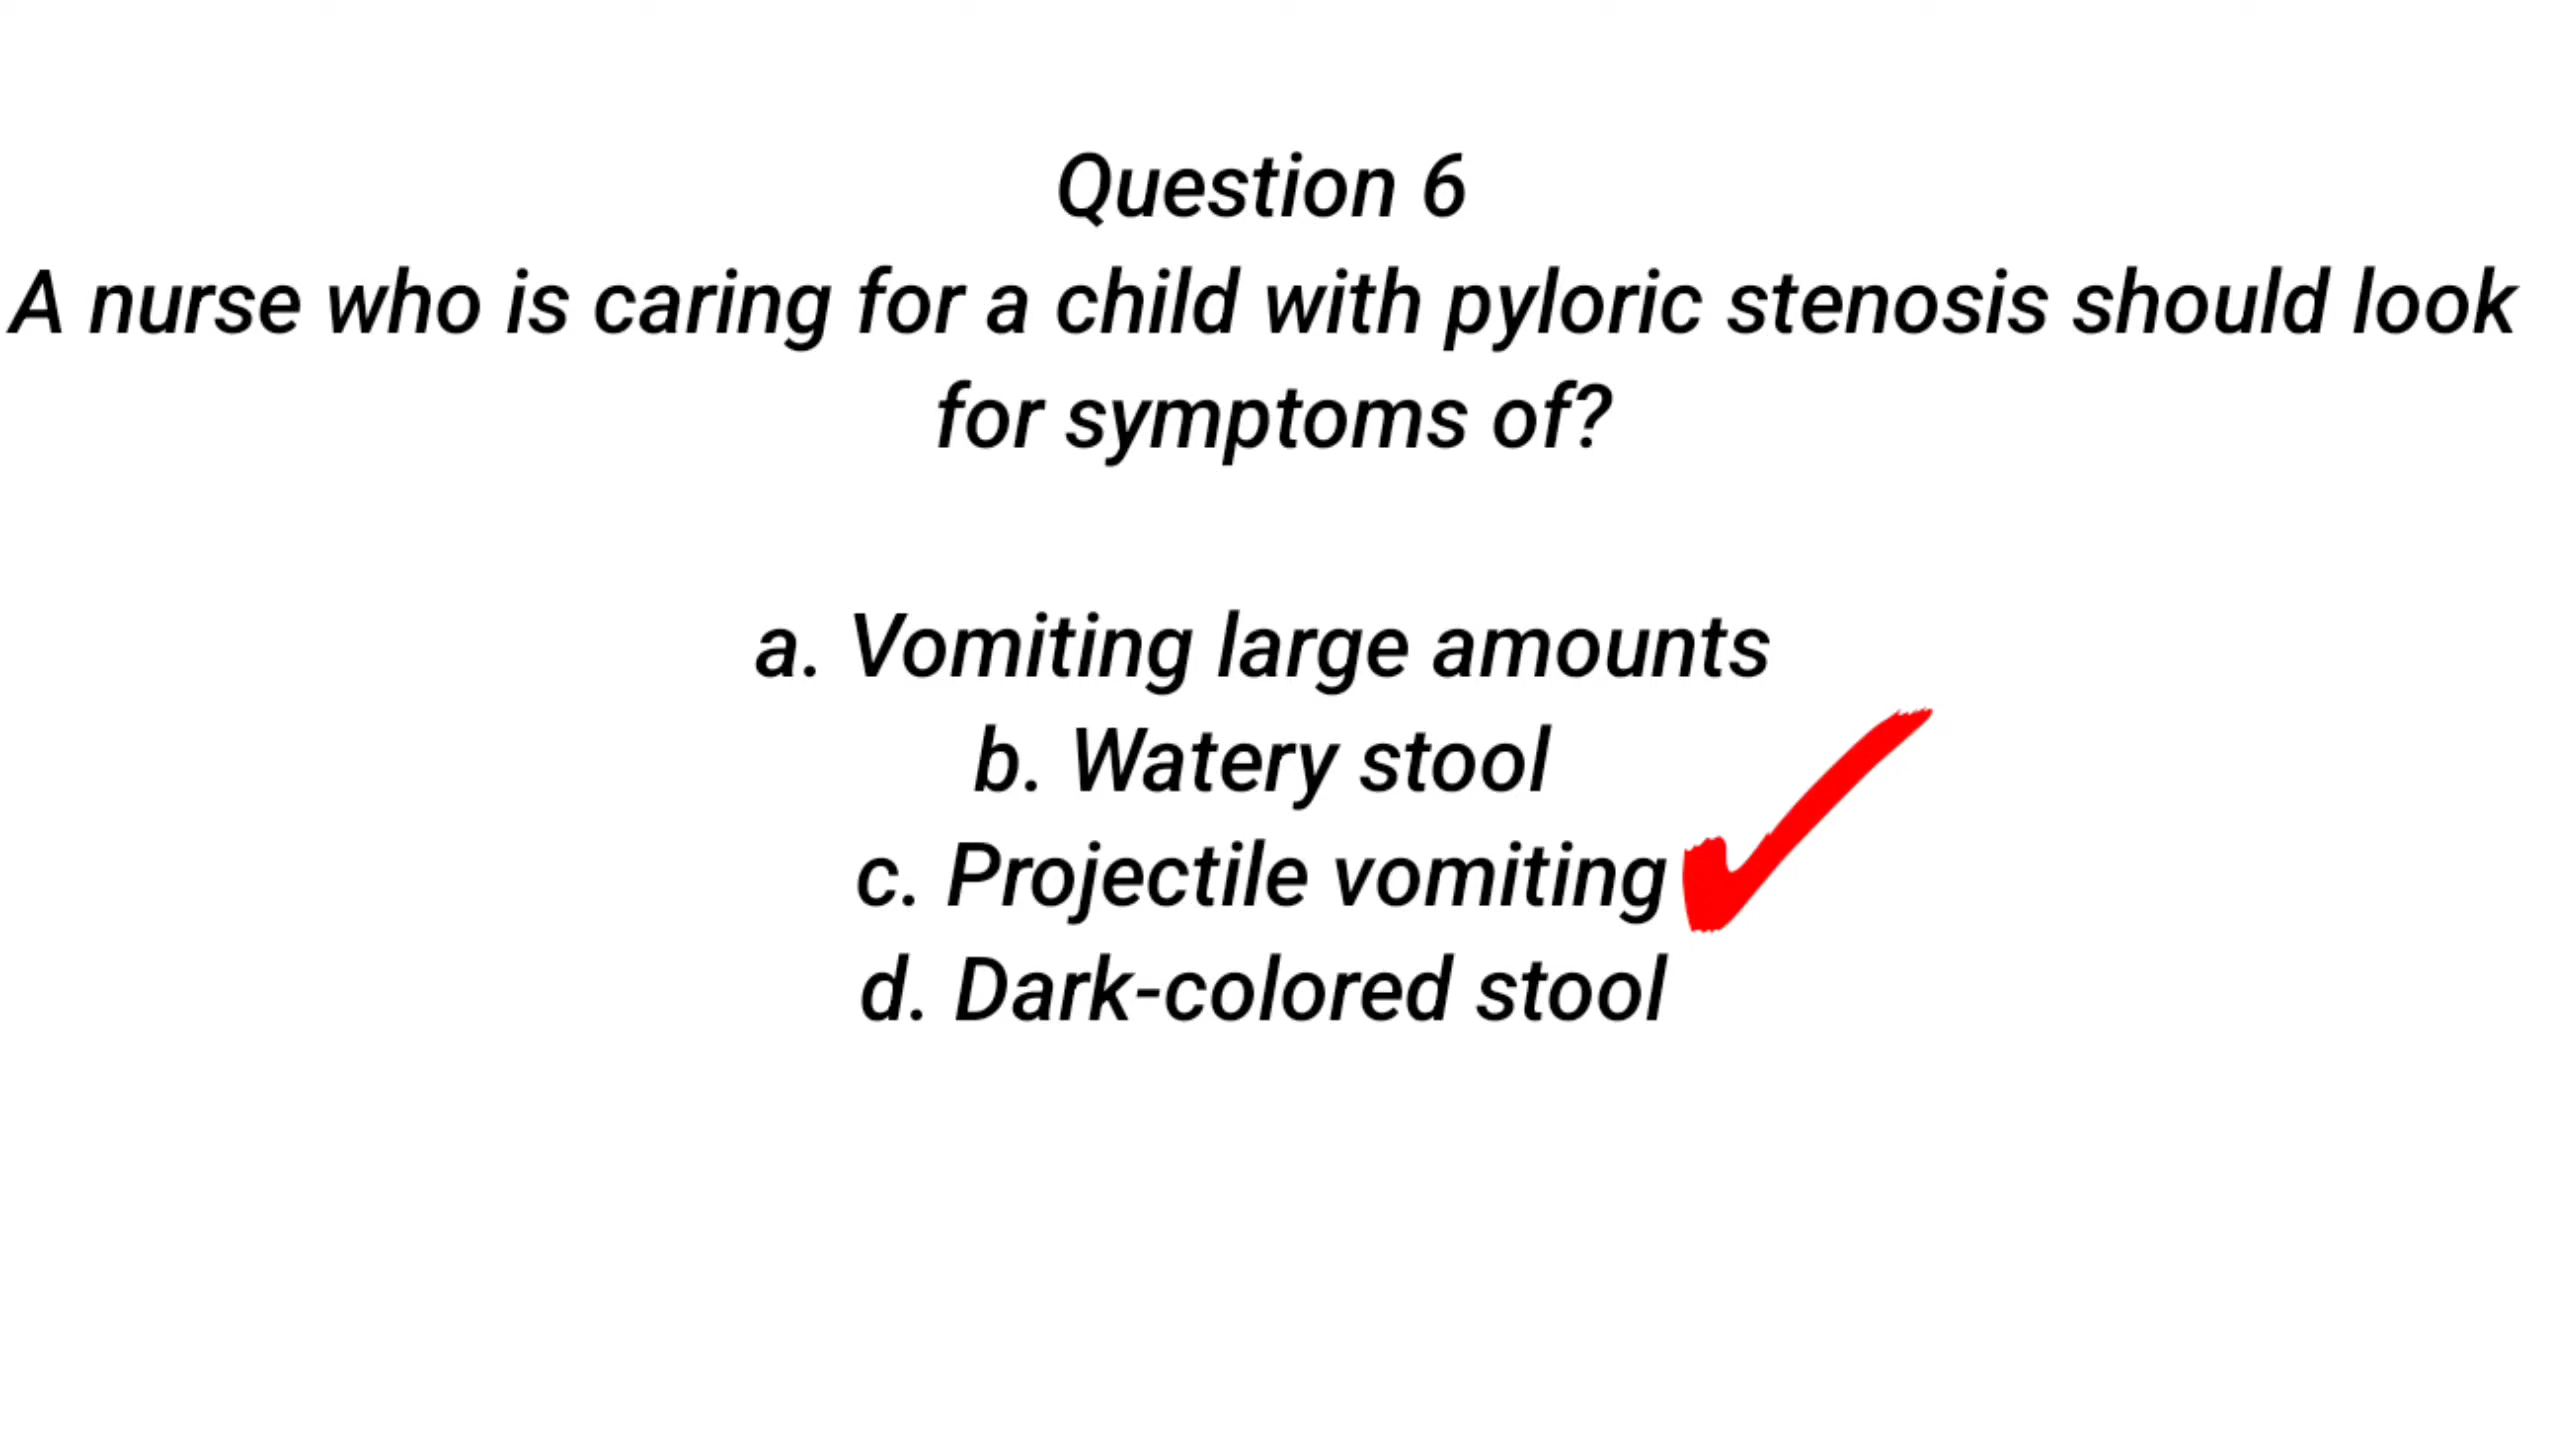 Question 6
A nurse who is caring for a child with pyloric stenosis should look
for symptoms of?
a. Vomiting large amounts
b. Watery stool
c. Projectile vomiting
d. Dark-colored stool